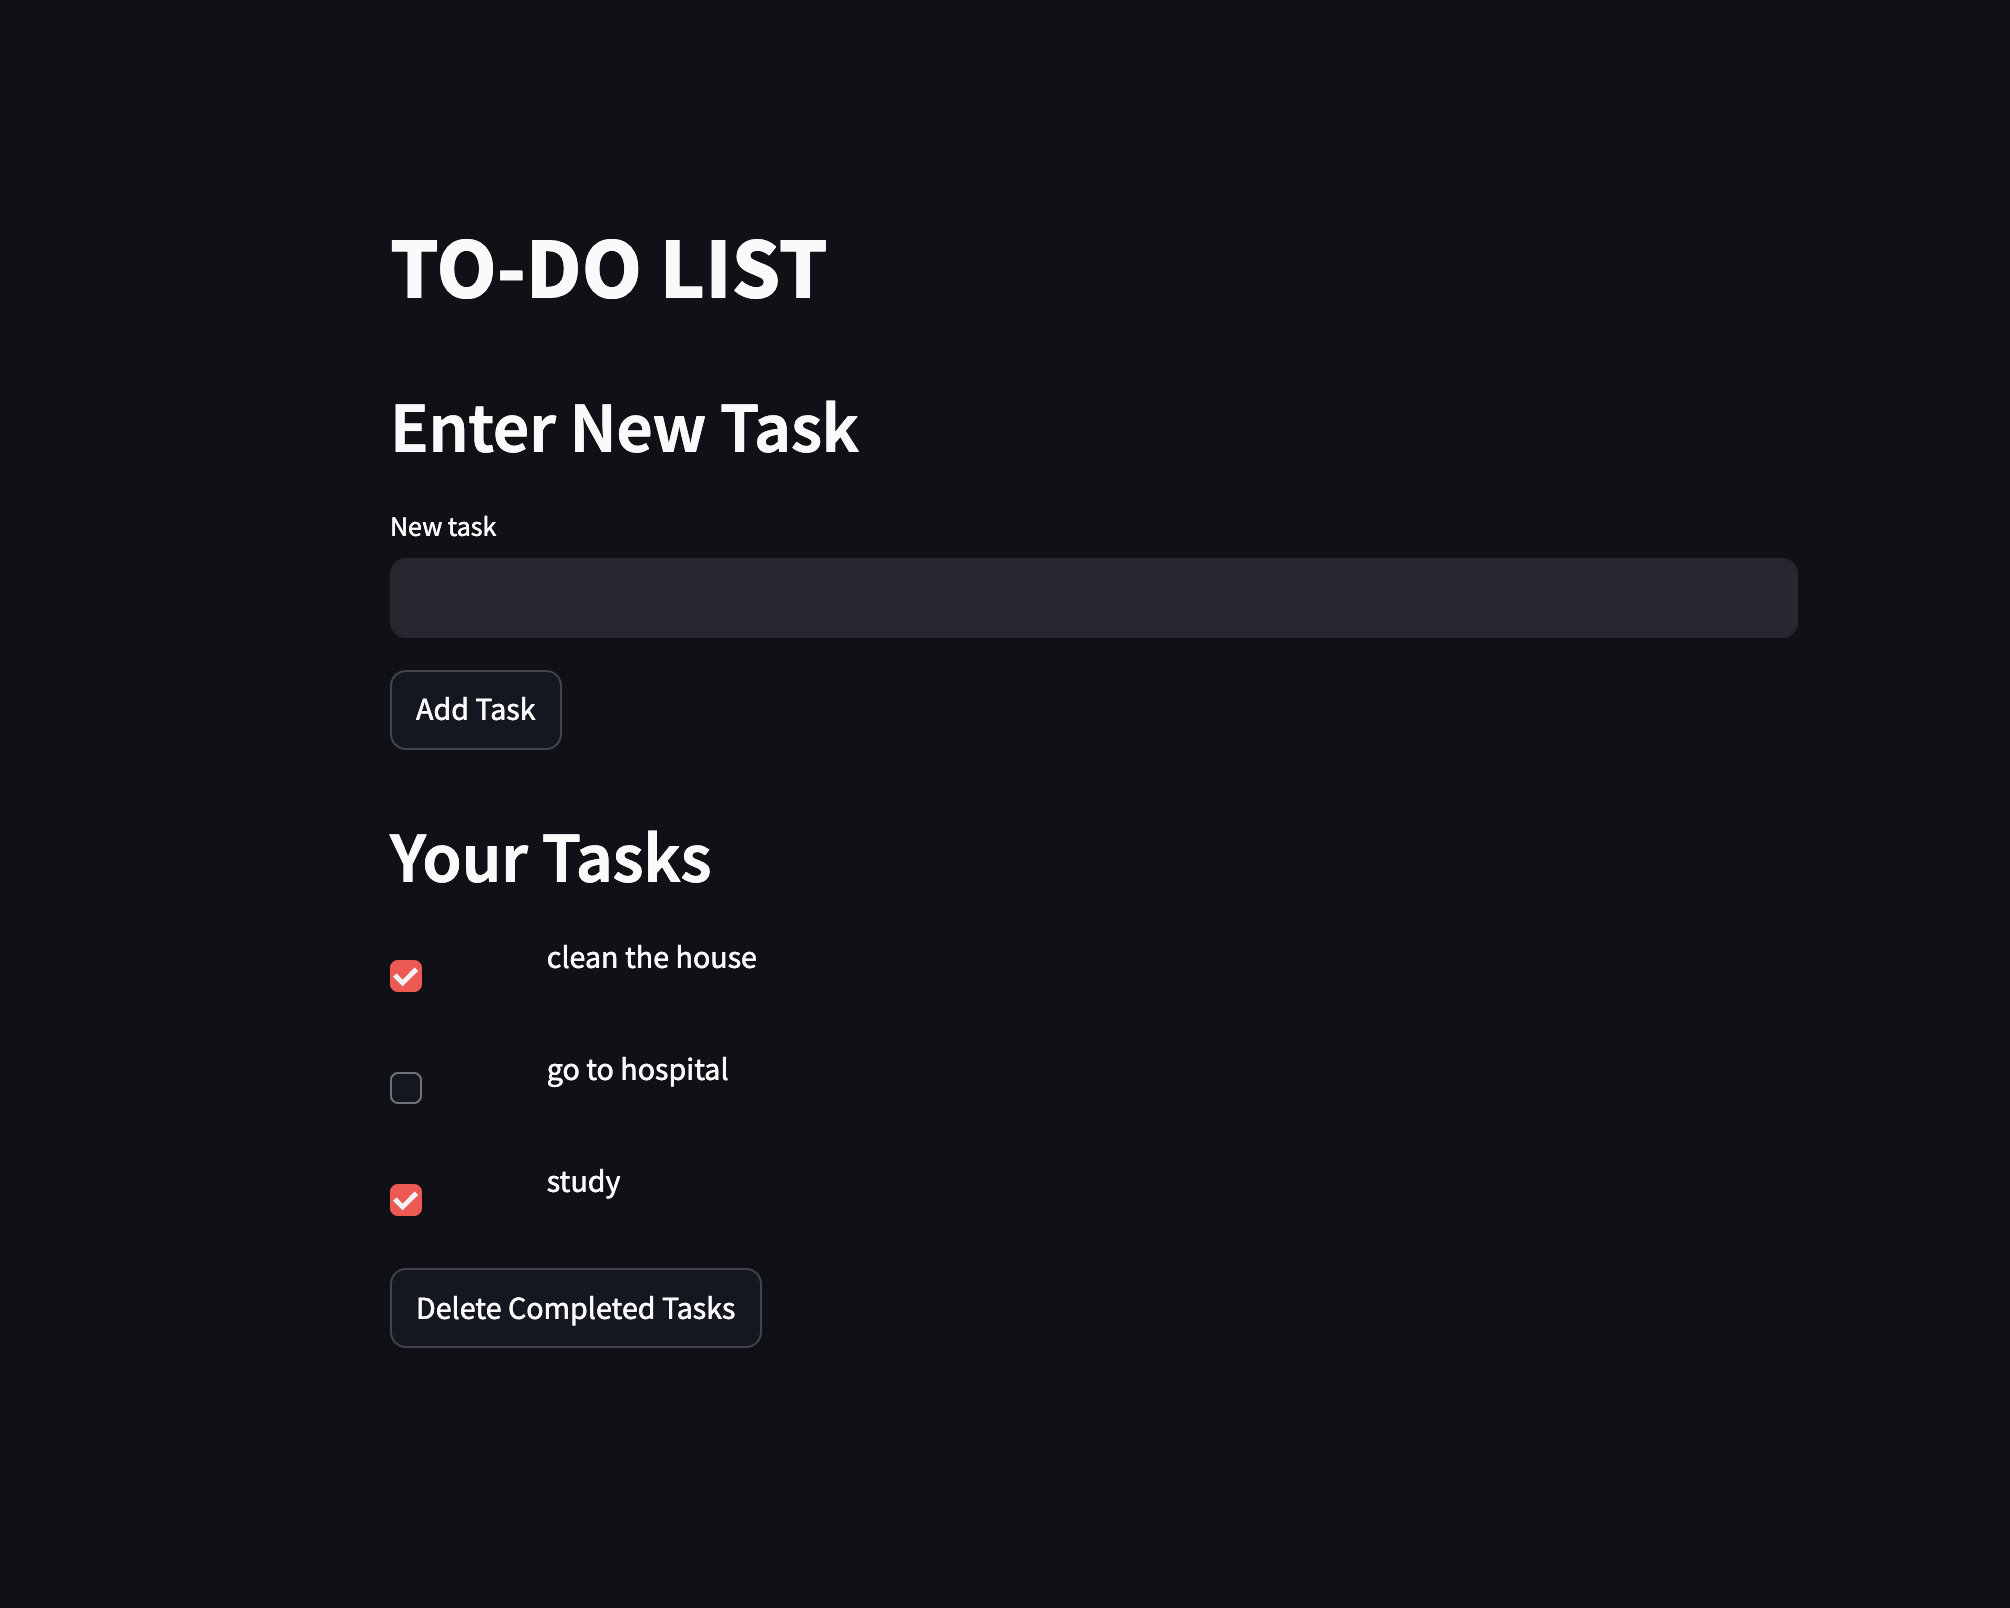 TO-DO LIST
Enter New Task
New task
Add Task
Your Tasks
clean the house
go to hospital
study
Delete Completed Tasks